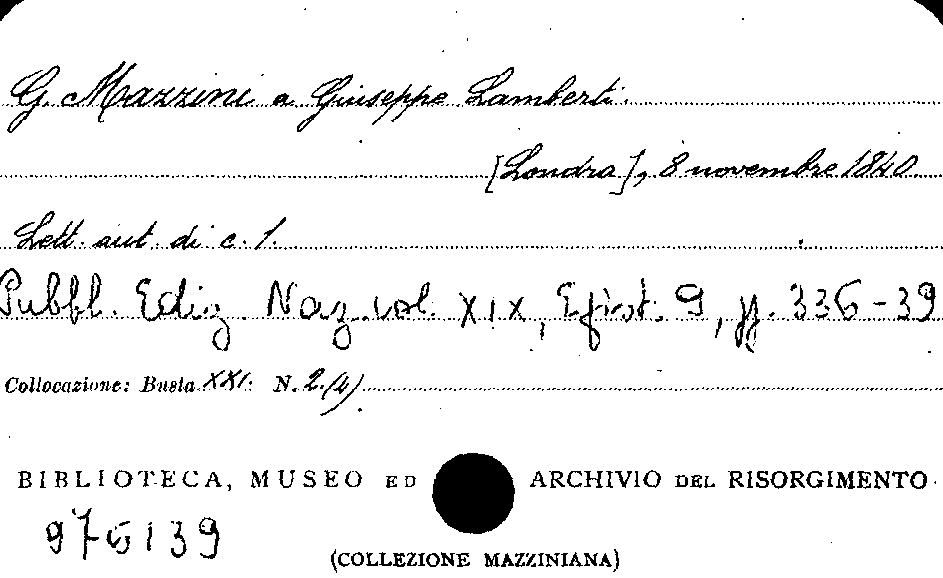 G. Mazzini a Giuseppe Lamberti.
[Londra], 8 novembre 1840.
Lett. aut. di c. 1.
Pubbl. Ediz. Naz. vol. XIX, Epist. 9, pp. 336-39
Collocazione: Busta XXI. N. 2(4).
BIBLIOTECA, MUSEO ED ARCHIVIO DEL RISORGIMENTO
976139
(COLLEZIONE MAZZINIANA)